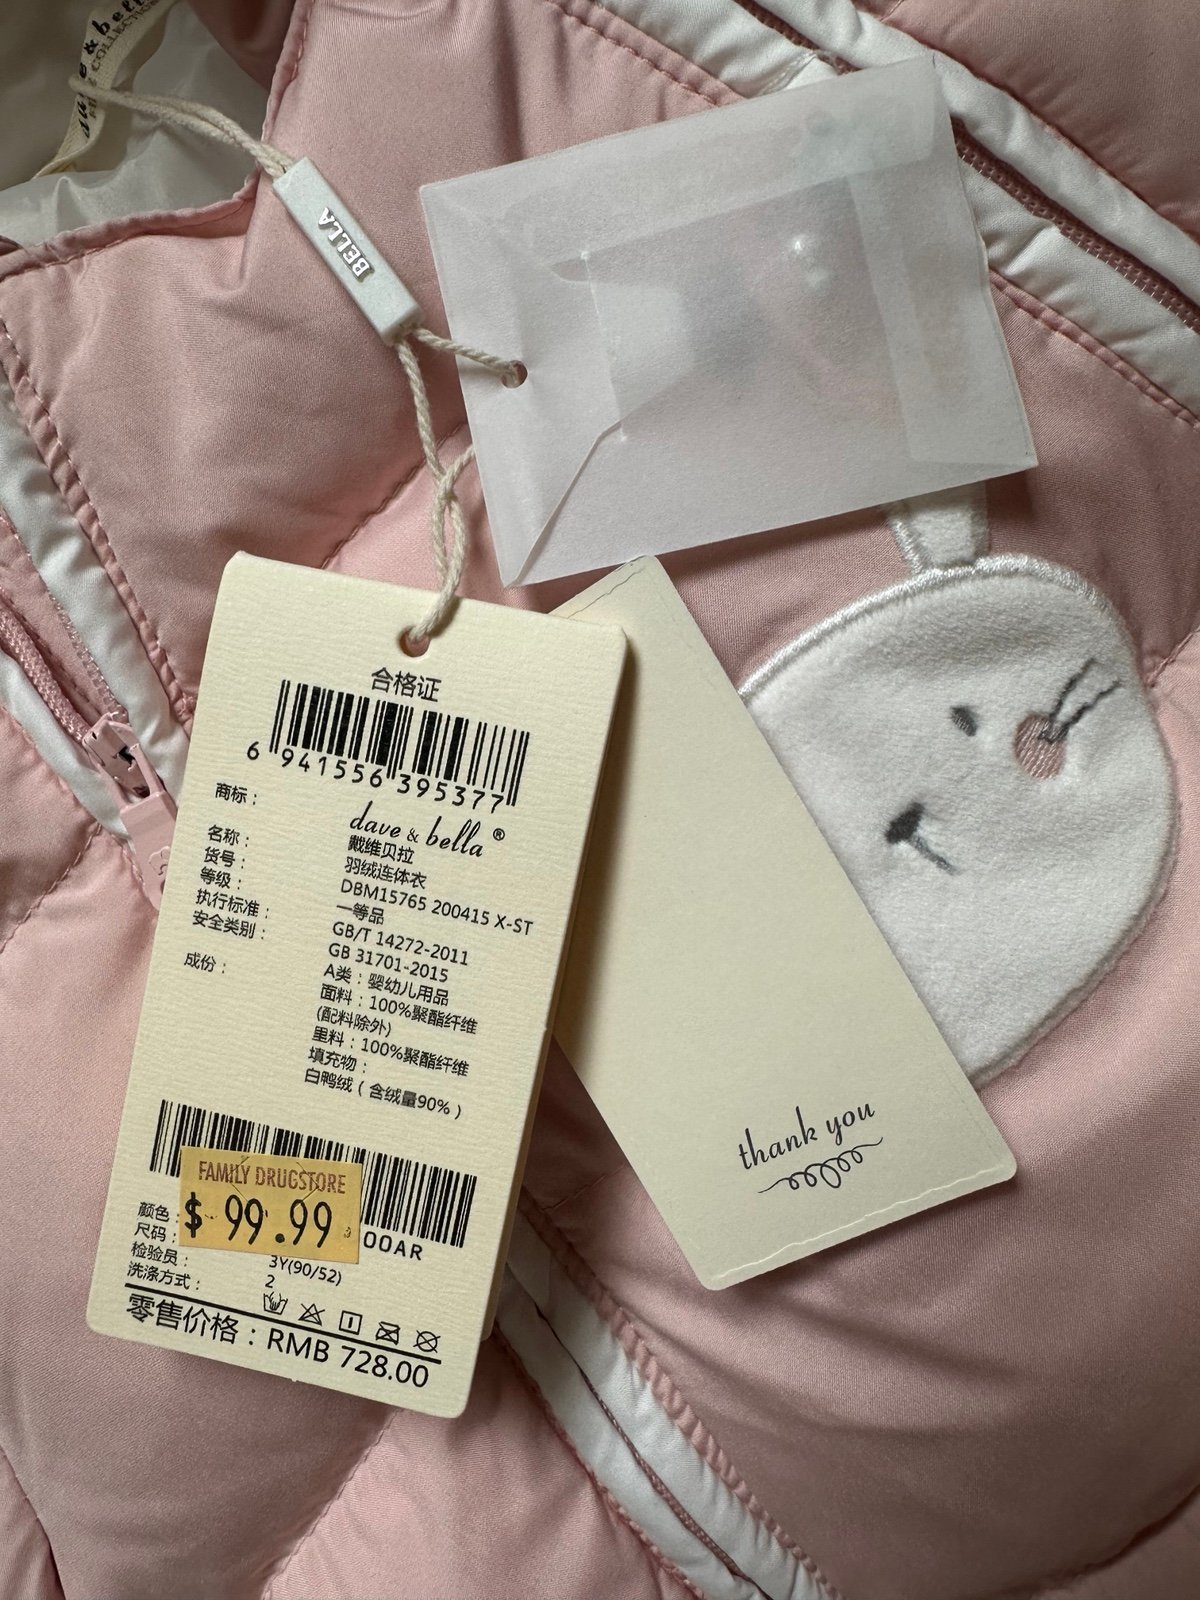 dave & bella
COLLECTION
BELLA
合格证
6 941556 395377
商标：
dave & bella®
戴维贝拉
名称：
羽绒连体衣
货号：
DBM15765 200415 X-ST
等级：
一等品
执行标准：
GB/T 14272-2011
GB 31701-2015
安全类别：
A类：婴幼儿用品
成份：
面料：100%聚酯纤维
(配料除外)
里料：100%聚酯纤维
填充物：
白鸭绒（含绒量90%）
FAMILY DRUGSTORE
$ 99.99
00AR
颜色：
尺码：
3Y(90/52)
检验员：
2
洗涤方式：
零售价格：RMB 728.00
thank you